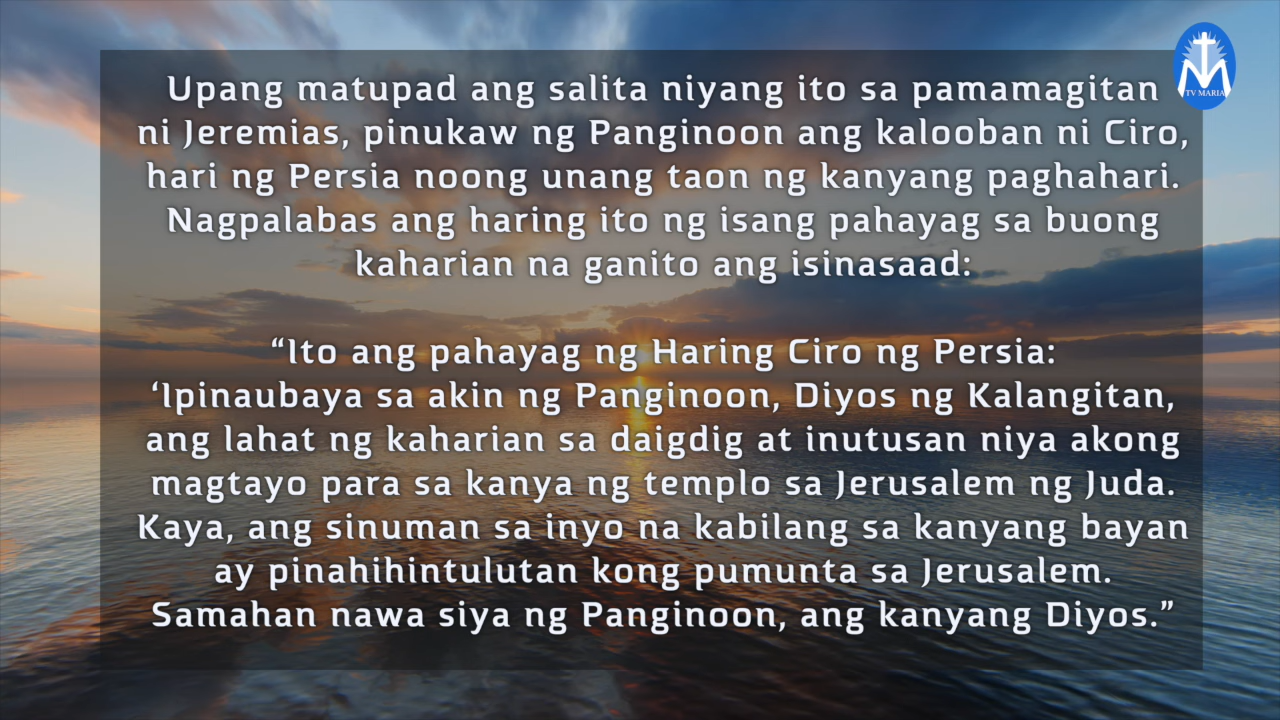 Upang matupad ang salita niyang ito sa pamamagitan
ni Jeremias, pinukaw ng Panginoon ang kalooban ni Ciro,
hari ng Persia noong unang taon ng kanyang paghahari.
Nagpalabas ang haring ito ng isang pahayag sa buong
kaharian na ganito ang isinasaad:
“Ito ang pahayag ng Haring Ciro ng Persia:
‘Ipinaubaya sa akin ng Panginoon, Diyos ng Kalangitan,
ang lahat ng kaharian sa daigdig at inutusan niya akong
magtayo para sa kanya ng templo sa Jerusalem ng Juda.
Kaya, ang sinuman sa inyo na kabilang sa kanyang bayan
ay pinahihintulutan kong pumunta sa Jerusalem.
Samahan nawa siya ng Panginoon, ang kanyang Diyos.”
TV MARIA